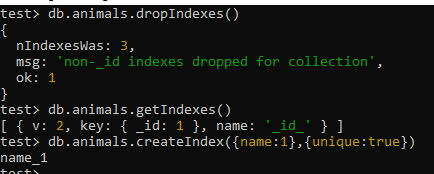 test> db.animals.dropIndexes()
{
  nIndexesWas: 3,
  msg: 'non-_id indexes dropped for collection',
  ok: 1
}
test> db.animals.getIndexes()
[ { v: 2, key: { _id: 1 }, name: '_id_' } ]
test> db.animals.createIndex({name:1},{unique:true})
name_1
test>